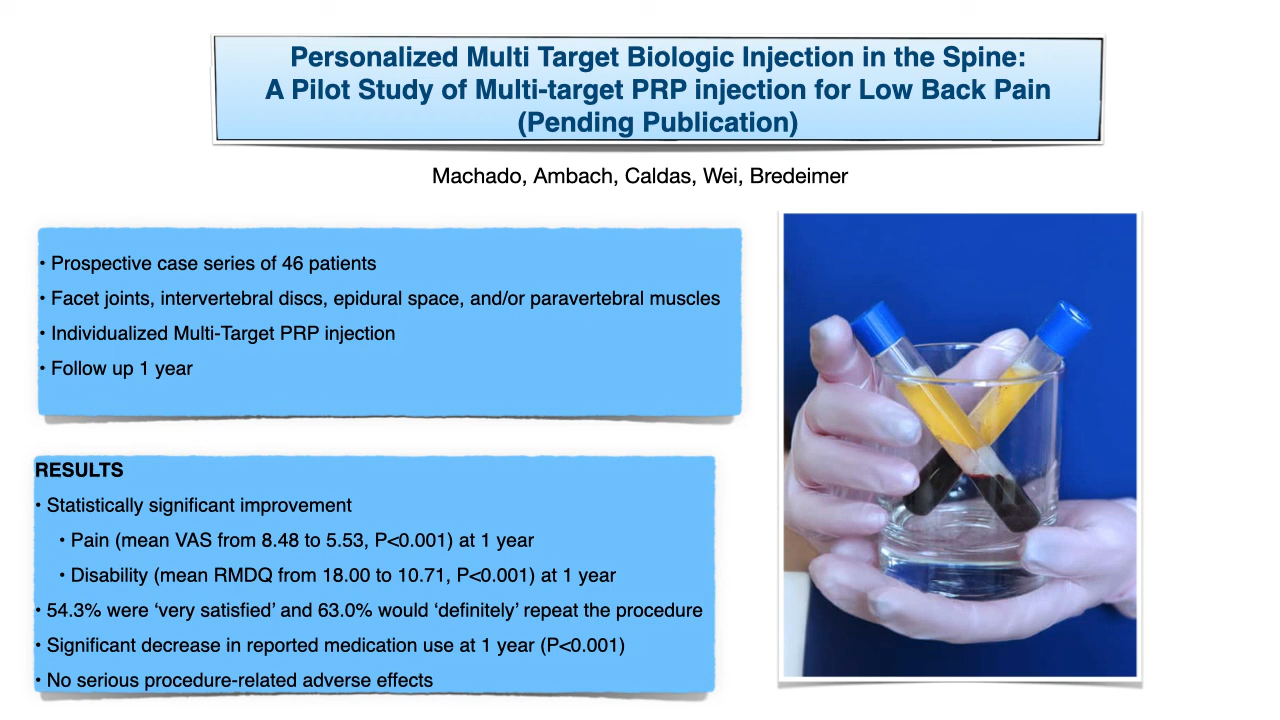 Personalized Multi Target Biologic Injection in the Spine:
A Pilot Study of Multi-target PRP injection for Low Back Pain
(Pending Publication)
Machado, Ambach, Caldas, Wei, Bredeimer
• Prospective case series of 46 patients
• Facet joints, intervertebral discs, epidural space, and/or paravertebral muscles
• Individualized Multi-Target PRP injection
• Follow up 1 year
RESULTS
• Statistically significant improvement
• Pain (mean VAS from 8.48 to 5.53, P<0.001) at 1 year
• Disability (mean RMDQ from 18.00 to 10.71, P<0.001) at 1 year
• 54.3% were ‘very satisfied’ and 63.0% would ‘definitely’ repeat the procedure
• Significant decrease in reported medication use at 1 year (P<0.001)
• No serious procedure-related adverse effects